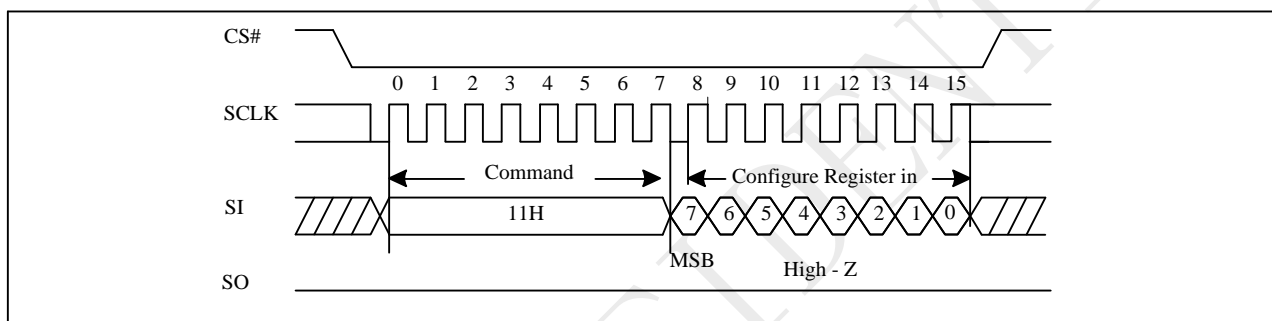 CS#
0 1 2 3 4 5 6 7 8 9 10 11 12 13 14 15
SCLK
Command Configure Register in
SI 11H 7 6 5 4 3 2 1 0
MSB High - Z
SO